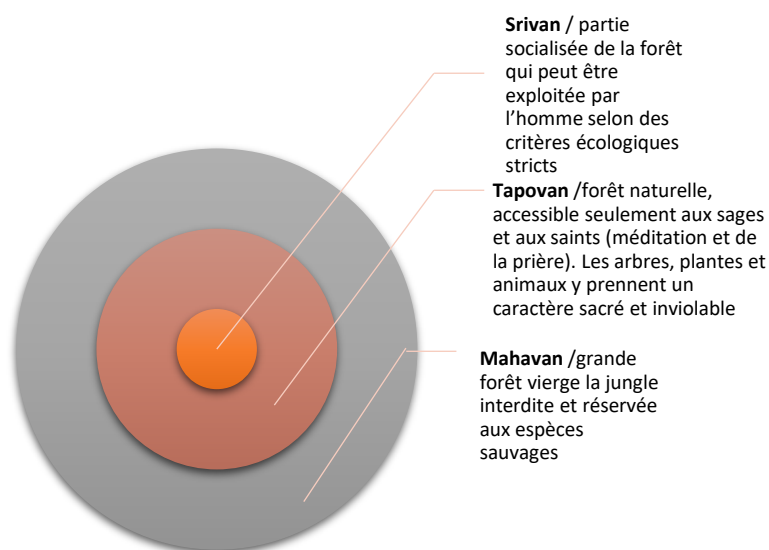 Srivan / partie
socialisée de la forêt
qui peut être
exploitée par
l’homme selon des
critères écologiques
stricts
Tapovan /forêt naturelle,
accessible seulement aux sages
et aux saints (méditation et de
la prière). Les arbres, plantes et
animaux y prennent un
caractère sacré et inviolable
Mahavan /grande
forêt vierge la jungle
interdite et réservée
aux espèces
sauvages